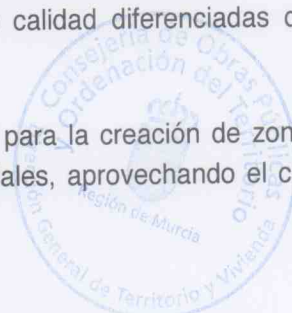 calidad diferenciadas
para la creación de zon
ales, aprovechando el c
Consejería de Obras Públicas
y Ordenación del Territorio
Región de Murcia
General de Territorio y Vivienda